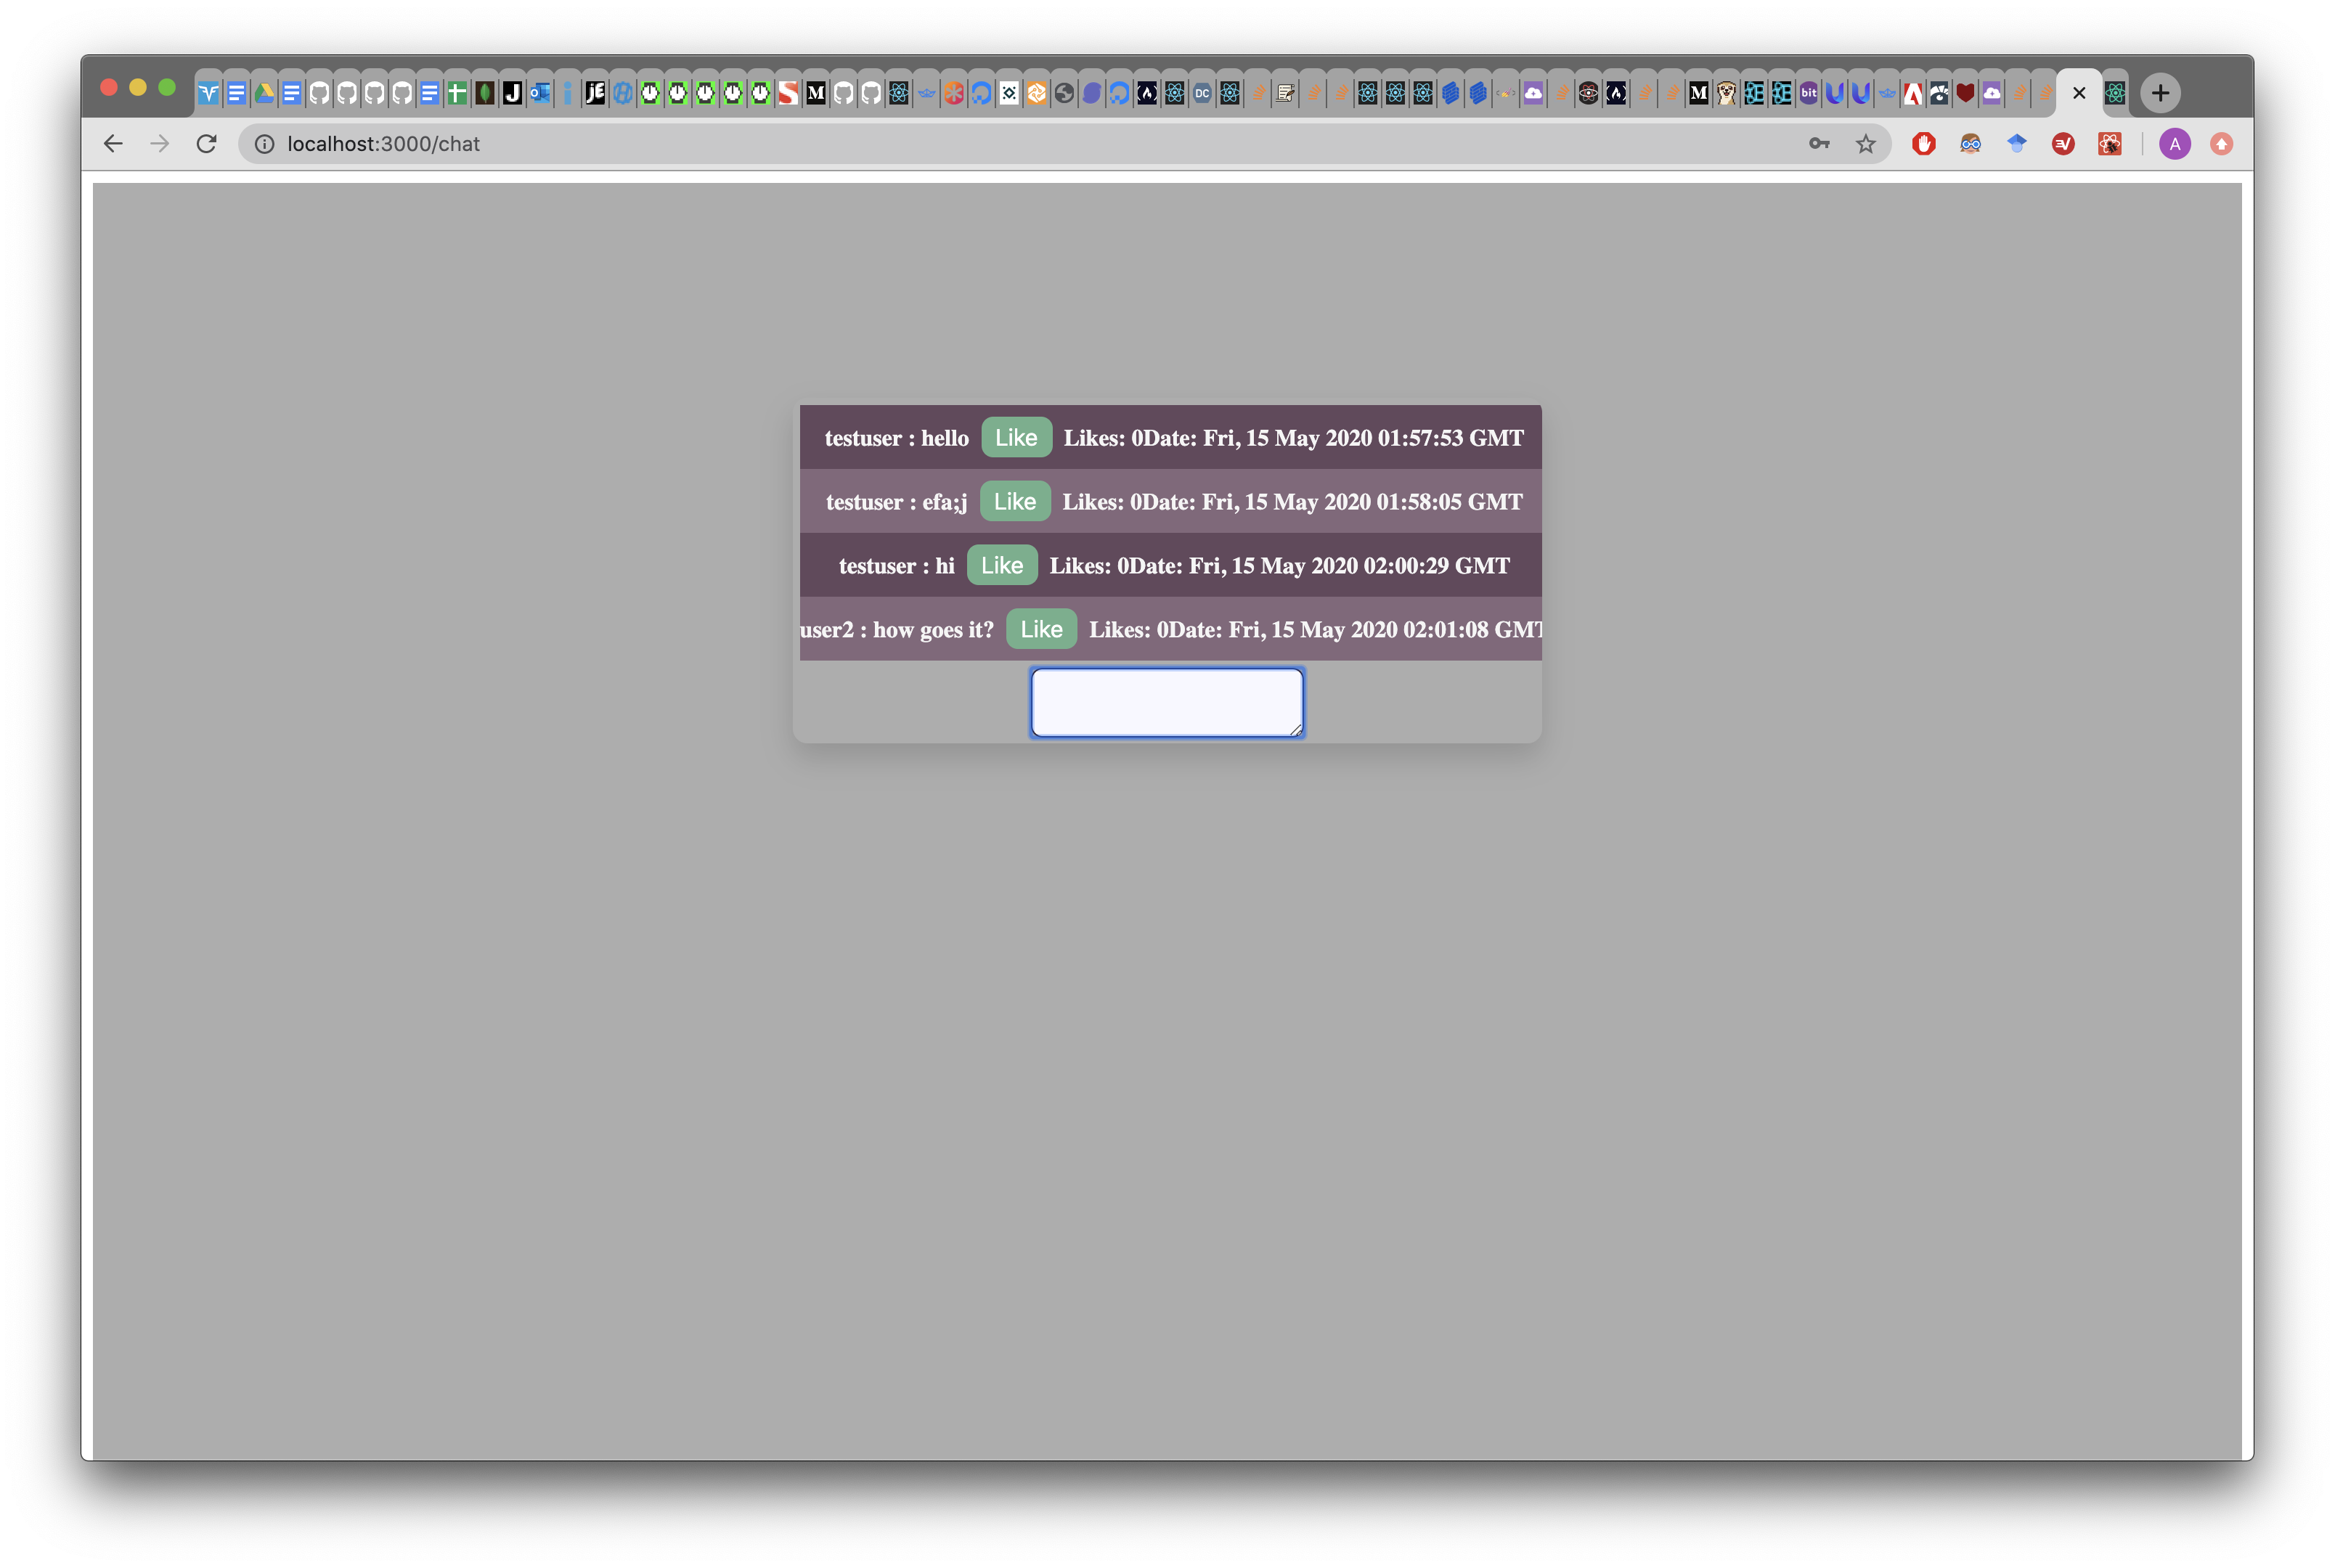 localhost:3000/chat
A
testuser : hello Like Likes: 0Date: Fri, 15 May 2020 01:57:53 GMT
testuser : efa;j Like Likes: 0Date: Fri, 15 May 2020 01:58:05 GMT
testuser : hi Like Likes: 0Date: Fri, 15 May 2020 02:00:29 GMT
user2 : how goes it? Like Likes: 0Date: Fri, 15 May 2020 02:01:08 GMT